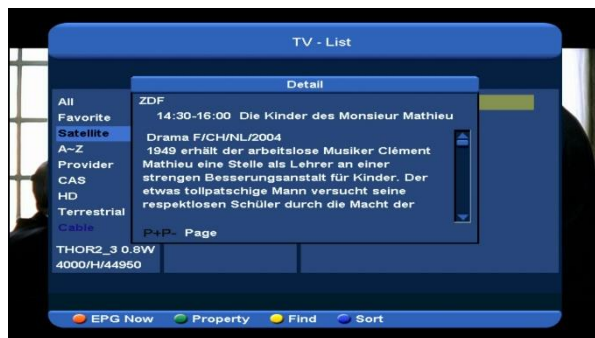 TV - List
Detail
All
Favorite
Satellite
A~Z
Provider
CAS
HD
Terrestrial
Cable
THOR2_3 0.8W
4000/H/44950
ZDF
14:30-16:00 Die Kinder des Monsieur Mathieu
Drama F/CH/NL/2004
1949 erhält der arbeitslose Musiker Clément
Mathieu eine Stelle als Lehrer an einer
strengen Besserungsanstalt für Kinder. Der
etwas tollpatschige Mann versucht seine
respektlosen Schüler durch die Macht der
P+P- Page
EPG Now Property Find Sort